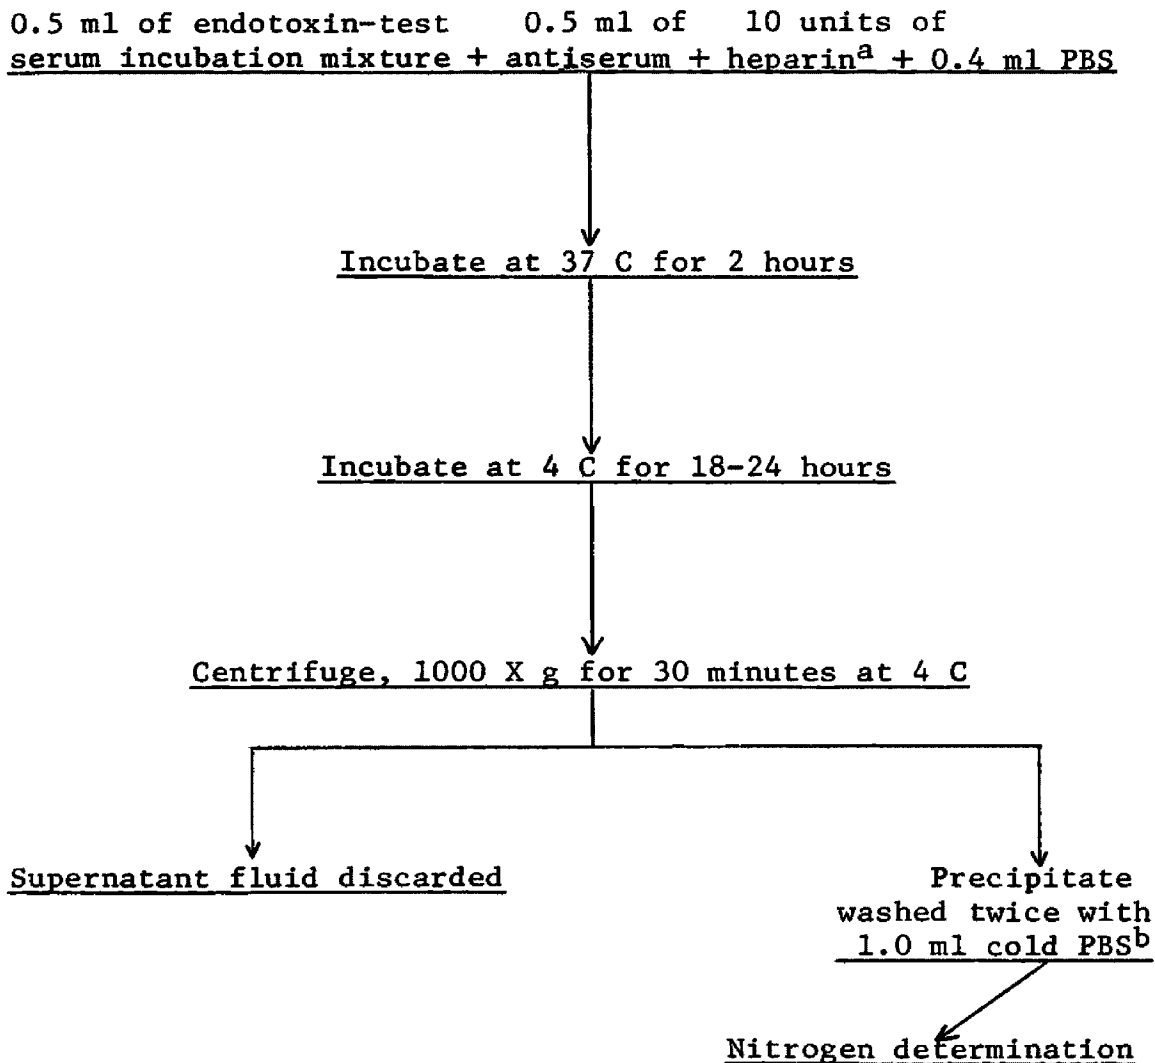 0.5 ml of endotoxin-test 0.5 ml of 10 units of
serum incubation mixture + antiserum + heparinᵃ + 0.4 ml PBS
Incubate at 37 C for 2 hours
Incubate at 4 C for 18-24 hours
Centrifuge, 1000 X g for 30 minutes at 4 C
Supernatant fluid discarded
Precipitate
washed twice with
1.0 ml cold PBSᵇ
Nitrogen determination